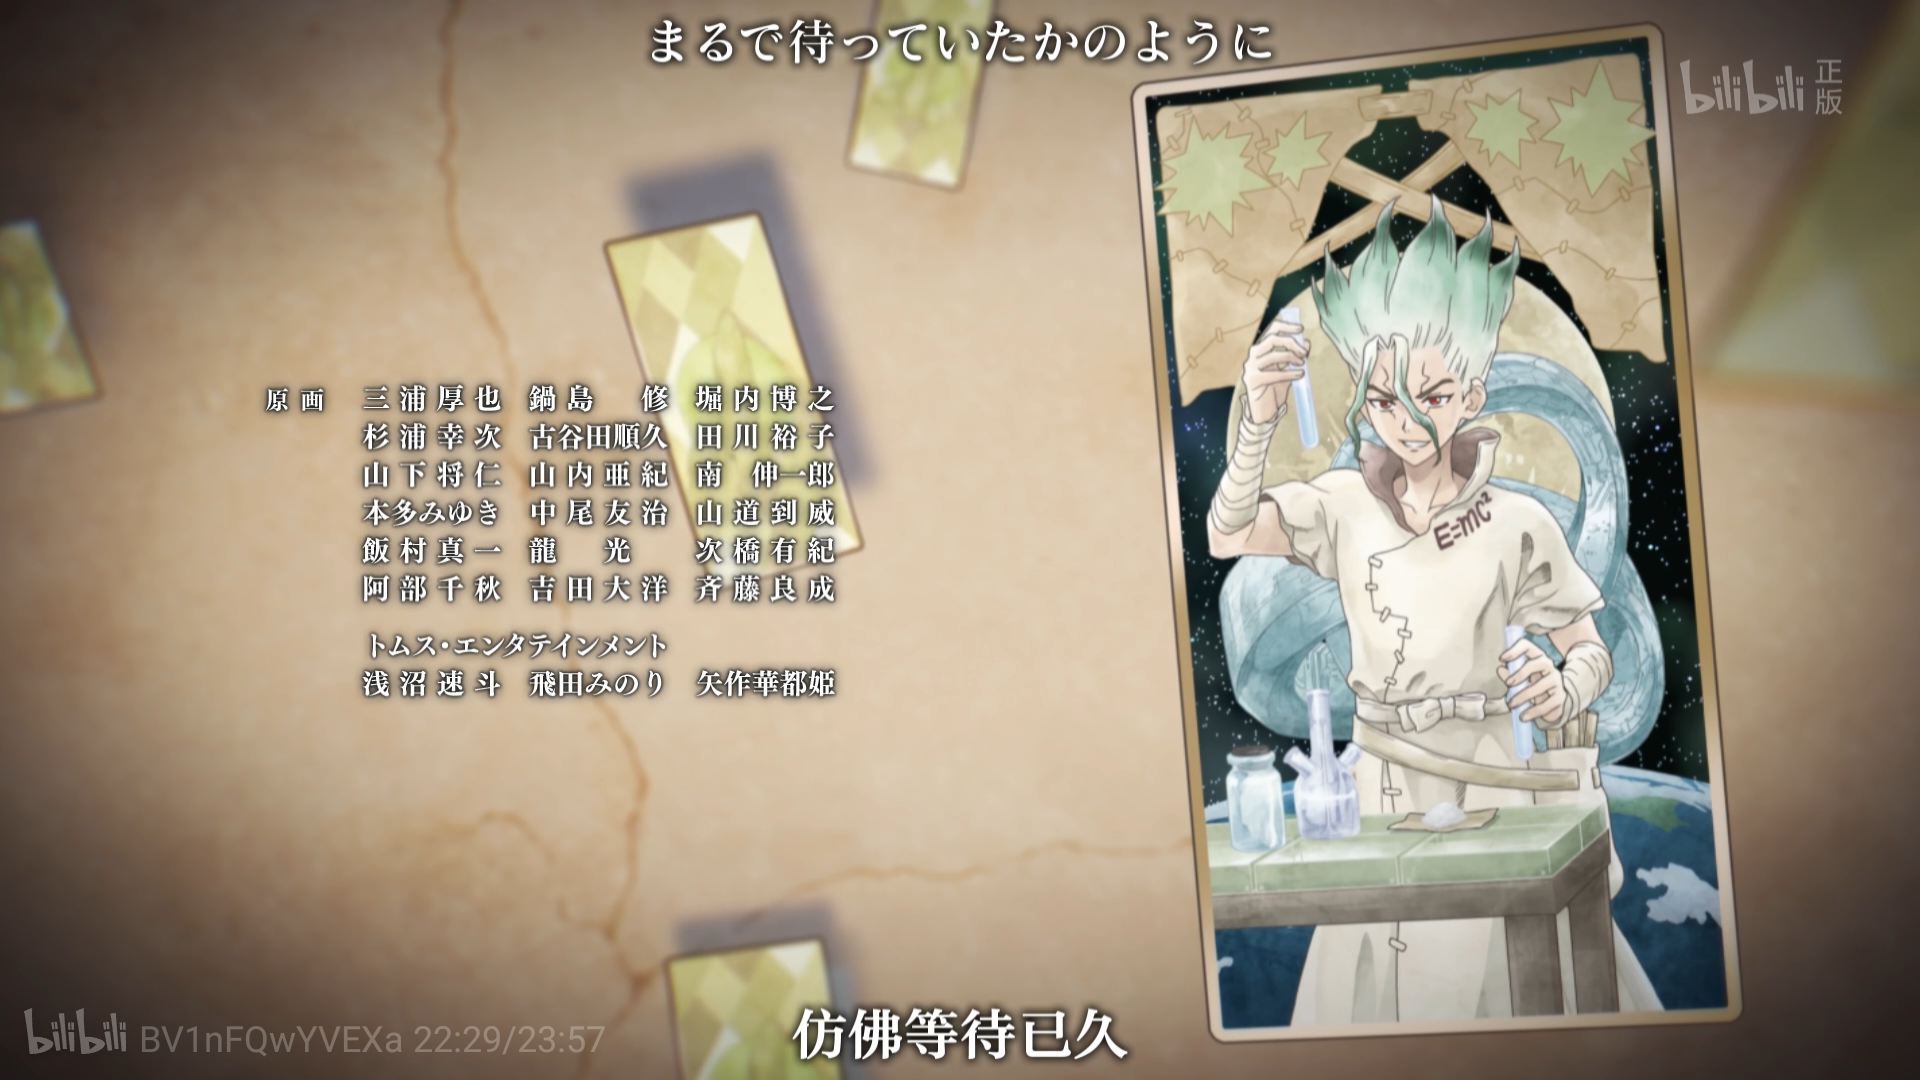 まるで待っていたかのように
bilibili 正版
原画 三浦厚也 鍋島 修 堀内博之
杉浦幸次 古谷田順久 田川裕子
山下将仁 山内亜紀 南 伸一郎
本多みゆき 中尾友治 山道到威
飯村真一 龍 光 次橋有紀
阿部千秋 吉田大洋 斉藤良成
トムス・エンタテインメント
浅沼速斗 飛田みのり 矢作華都姫
E=mc²
仿佛等待已久
bilibili BV1nFQwYVEXa 22:29/23:57